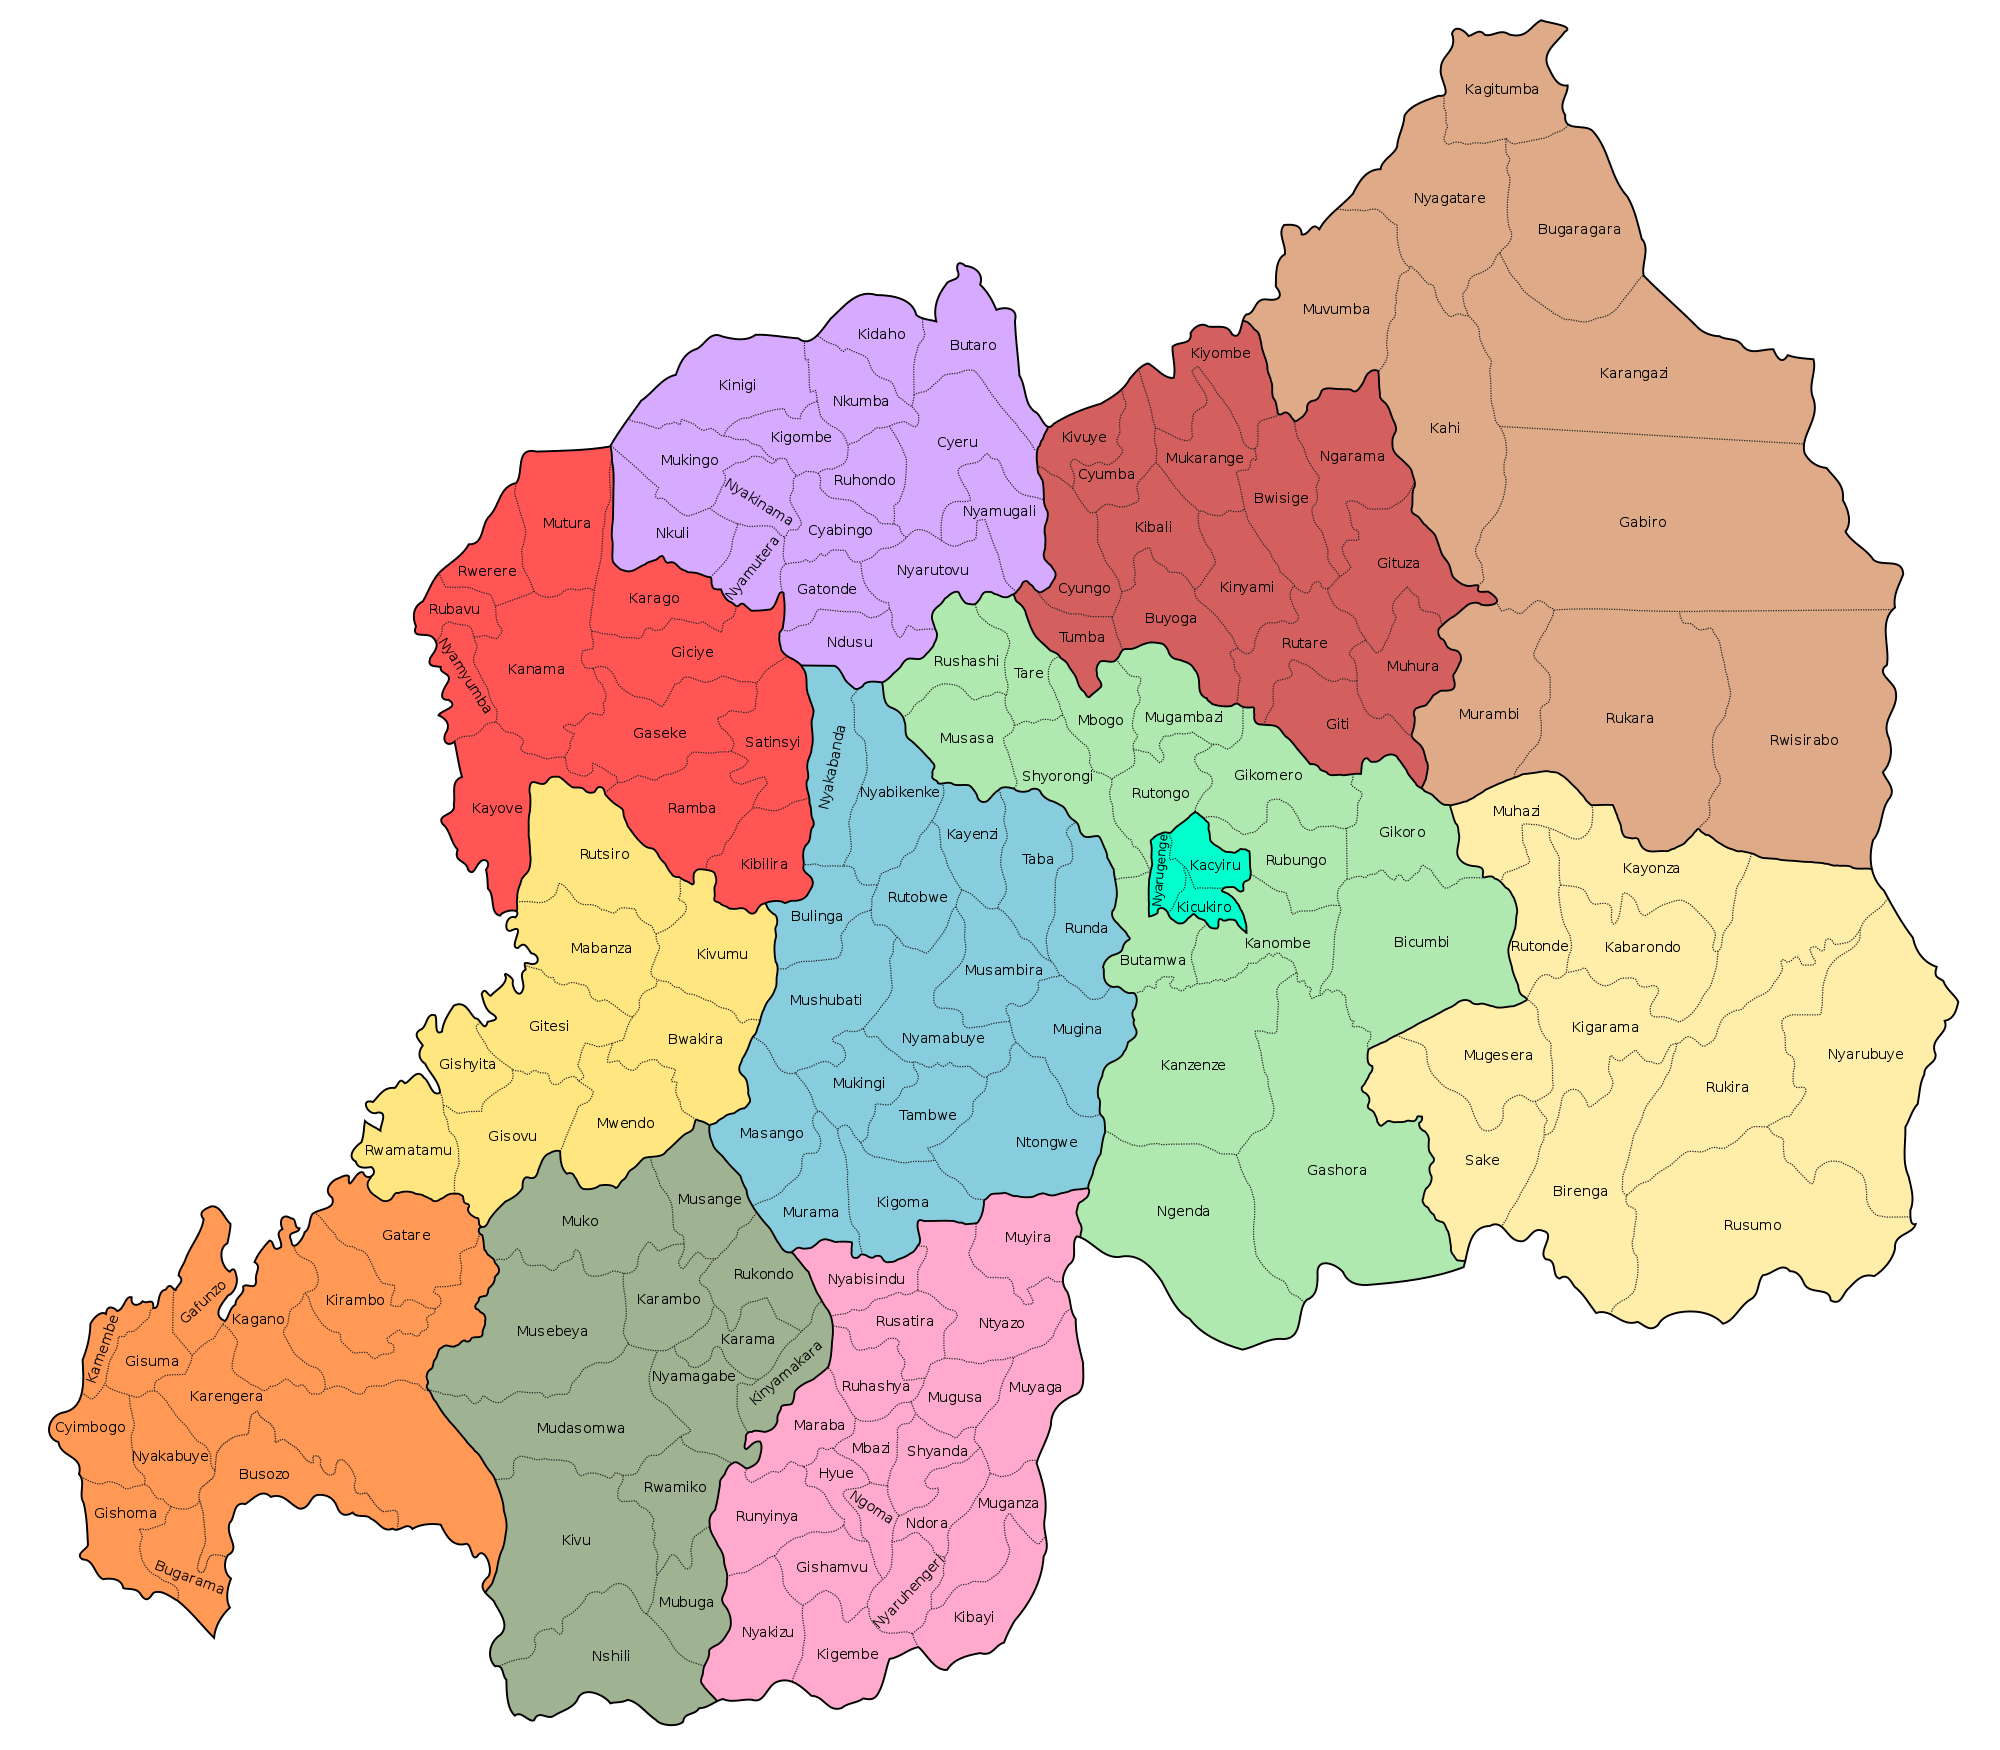 Kagitumba
Nyagatare
Bugaragara
Muvumba
Karangazi
Kahi
Gabiro
Murambi
Rukara
Rwisirabo
Kidaho
Butaro
Kinigi
Nkumba
Kigombe
Cyeru
Mukingo
Ruhondo
Nyakinama
Nyamugali
Nkuli
Cyabingo
Nyamutera
Nyarutovu
Gatonde
Ndusu
Kiyombe
Kivuye
Cyumba
Mukarange
Ngarama
Bwisige
Kibali
Gituza
Cyungo
Kinyami
Buyoga
Tumba
Rutare
Muhura
Giti
Mutura
Rwerere
Rubavu
Karago
Nyamyumba
Kanama
Giciye
Gaseke
Satinsyi
Kayove
Ramba
Kibilira
Rushashi
Tare
Musasa
Mbogo
Mugambazi
Shyorongi
Gikomero
Rutongo
Gikoro
Rubungo
Kanombe
Bicumbi
Butamwa
Kanzenze
Gashora
Ngenda
Nyarugenge
Kacyiru
Kicukiro
Muhazi
Kayonza
Rutonde
Kabarondo
Kigarama
Mugesera
Nyarubuye
Rukira
Sake
Birenga
Rusumo
Nyakabanda
Nyabikenke
Kayenzi
Taba
Rutobwe
Bulinga
Runda
Musambira
Mushubati
Nyamabuye
Mugina
Mukingi
Tambwe
Masango
Ntongwe
Murama
Kigoma
Rutsiro
Mabanza
Kivumu
Gitesi
Bwakira
Gishyita
Gisovu
Mwendo
Rwamatamu
Gatare
Gafunzo
Kirambo
Kagano
Kamembe
Gisuma
Karengera
Cyimbogo
Nyakabuye
Busozo
Gishoma
Bugarama
Musange
Muko
Rukondo
Karambo
Musebeya
Karama
Kinyamakara
Nyamagabe
Mudasomwa
Rwamiko
Kivu
Mubuga
Nshili
Muyira
Nyabisindu
Rusatira
Ntyazo
Ruhashya
Mugusa
Muyaga
Maraba
Mbazi
Shyanda
Hyue
Ngoma
Muganza
Runyinya
Ndora
Gishamvu
Nyaruhengeri
Kibayi
Nyakizu
Kigembe